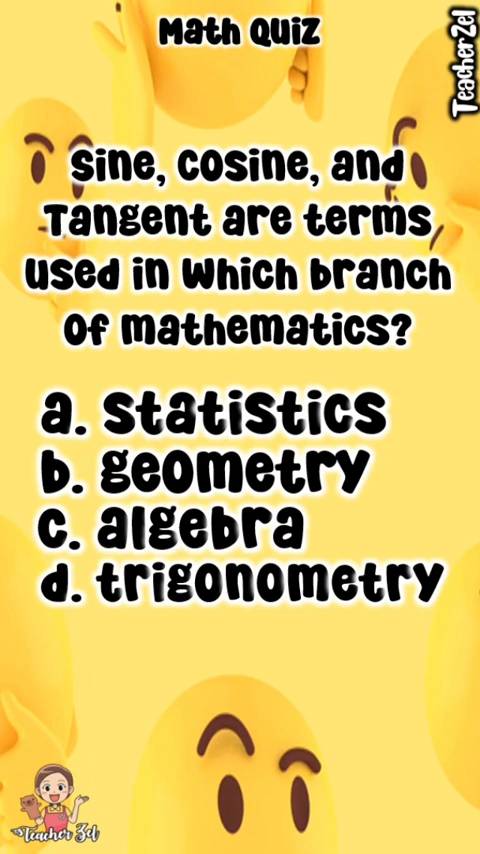 Math Quiz
TeacherZel
Sine, Cosine, and
Tangent are terms
used in which branch
of mathematics?
a. statistics
b. geometry
c. algebra
d. trigonometry
Teacher Zel